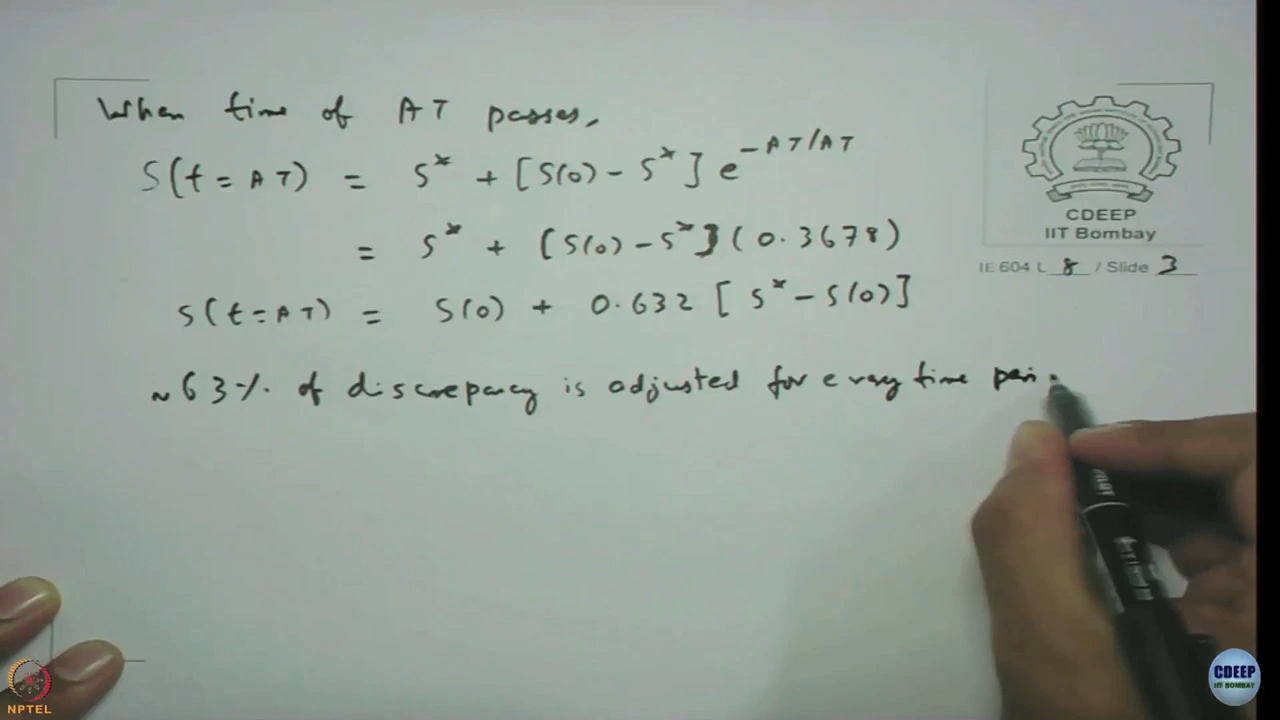 When time of AT passes,
S(t = AT) = S* + [S(0) - S*] e^{-AT/AT}
= S* + [S(0) - S*] (0.3678)
S(t = AT) = S(0) + 0.632 [S* - S(0)]
~ 63% of discrepancy is adjusted for every time peri
CDEEP
IIT Bombay
IE 604 L 8 / Slide 3
NPTEL
CDEEP
IIT BOMBAY